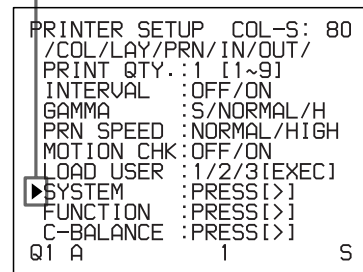 PRINTER SETUP COL-S: 80
/COL/LAY/PRN/IN/OUT/
PRINT QTY.:1 [1~9]
INTERVAL :OFF/ON
GAMMA :S/NORMAL/H
PRN SPEED :NORMAL/HIGH
MOTION CHK:OFF/ON
LOAD USER :1/2/3[EXEC]
▶SYSTEM :PRESS[>]
FUNCTION :PRESS[>]
C-BALANCE :PRESS[>]
Q1 A 1 S